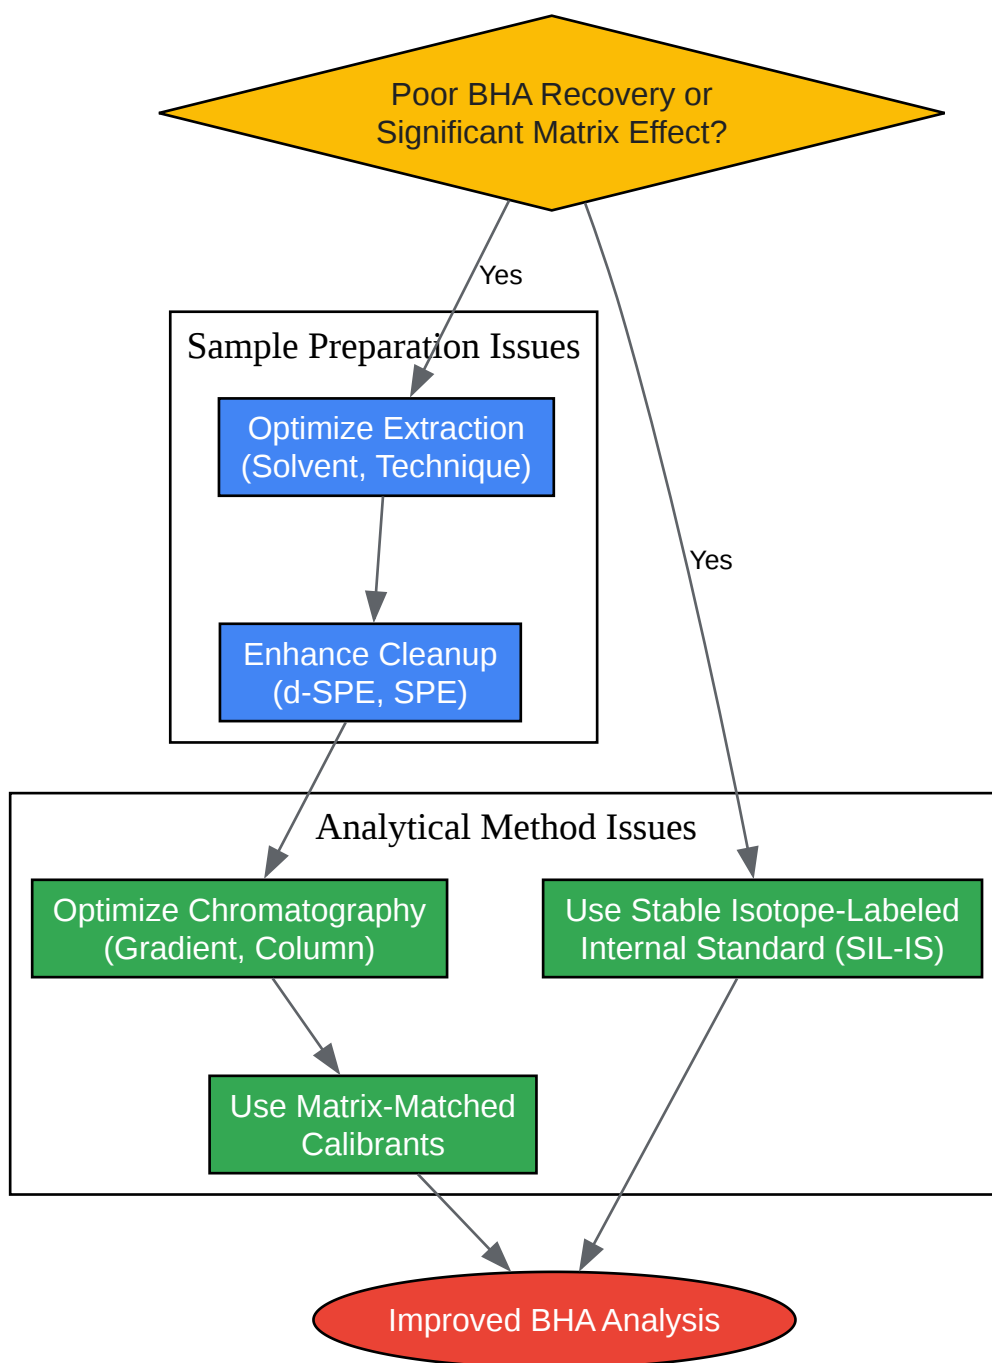 Poor BHA Recovery or
Significant Matrix Effect?
Yes
Sample Preparation Issues
Optimize Extraction
(Solvent, Technique)
Yes
Enhance Cleanup
(d-SPE, SPE)
Analytical Method Issues
Optimize Chromatography
(Gradient, Column)
Use Stable Isotope-Labeled
Internal Standard (SIL-IS)
Use Matrix-Matched
Calibrants
Improved BHA Analysis